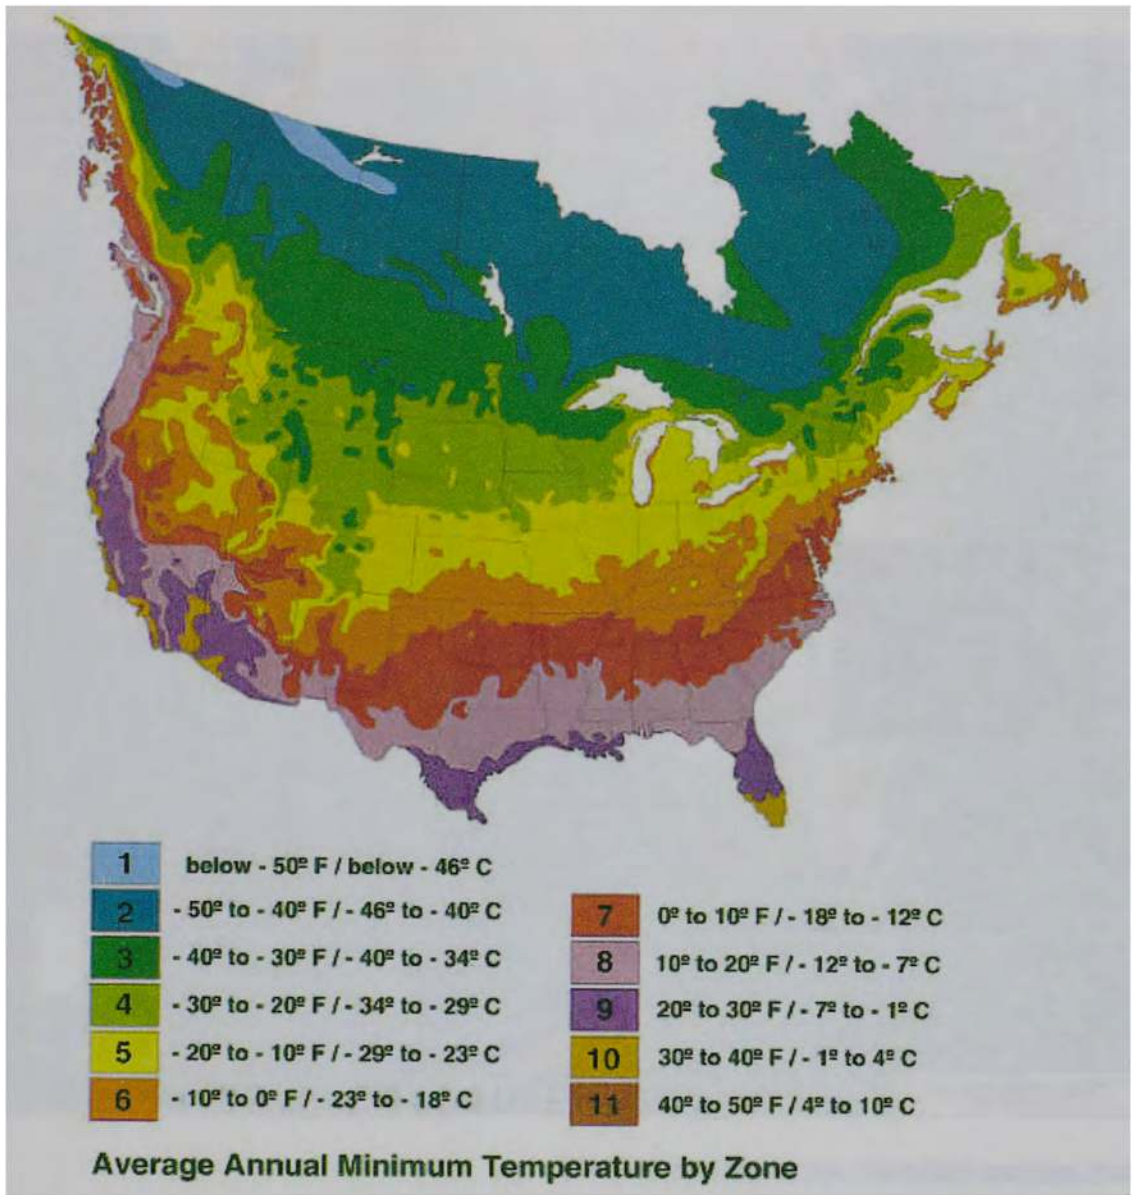 1 below - 50º F / below - 46º C
2 - 50º to - 40º F / - 46º to - 40º C
3 - 40º to - 30º F / - 40º to - 34º C
4 - 30º to - 20º F / - 34º to - 29º C
5 - 20º to - 10º F / - 29º to - 23º C
6 - 10º to 0º F / - 23º to - 18º C
7 0º to 10º F / - 18º to - 12º C
8 10º to 20º F / - 12º to - 7º C
9 20º to 30º F / - 7º to - 1º C
10 30º to 40º F / - 1º to 4º C
11 40º to 50º F / 4º to 10º C
Average Annual Minimum Temperature by Zone